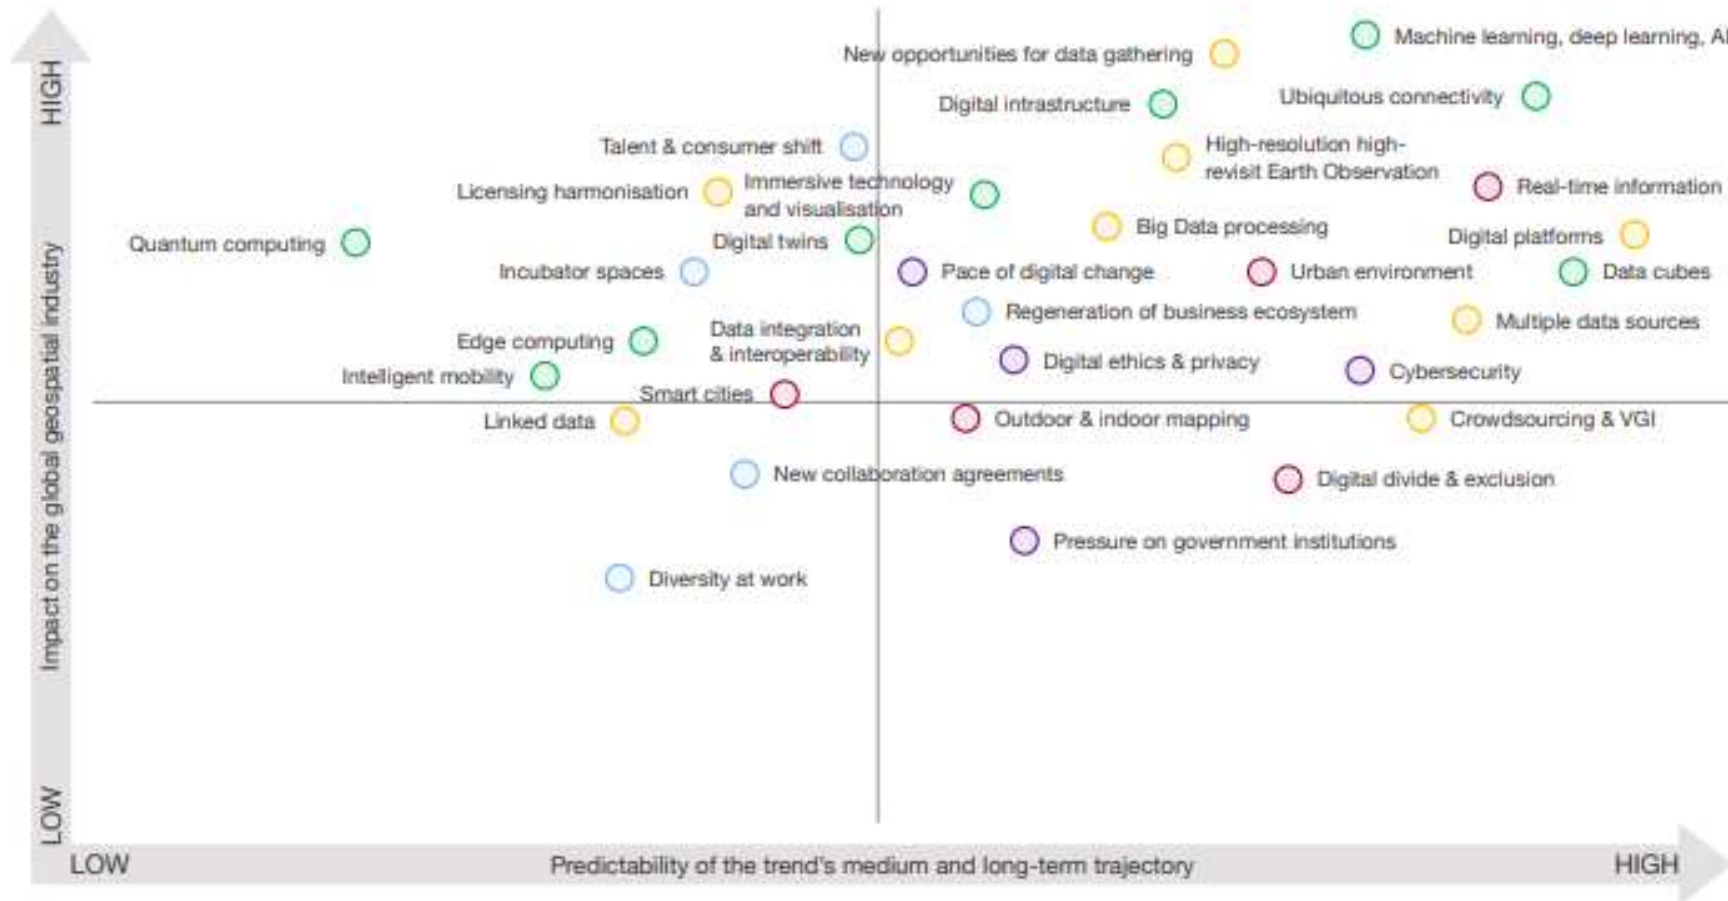 HIGH
Impact on the global geospatial industry
LOW
Machine learning, deep learning, AI
New opportunities for data gathering
Digital intrastructure
Ubiquitous connectivity
Talent & consumer shift
High-resolution high-
revisit Earth Observation
Licensing harmonisation
Immersive technology
and visualisation
Real-time information
Quantum computing
Digital twins
Big Data processing
Digital platforms
Incubator spaces
Pace of digital change
Urban environment
Data cubes
Regeneration of business ecosystem
Multiple data sources
Edge computing
Data integration
& interoperability
Digital ethics & privacy
Cybersecurity
Intelligent mobility
Smart cities
Linked data
Outdoor & indoor mapping
Crowdsourcing & VGI
New collaboration agreements
Digital divide & exclusion
Pressure on government institutions
Diversity at work
LOW
Predictability of the trend's medium and long-term trajectory
HIGH